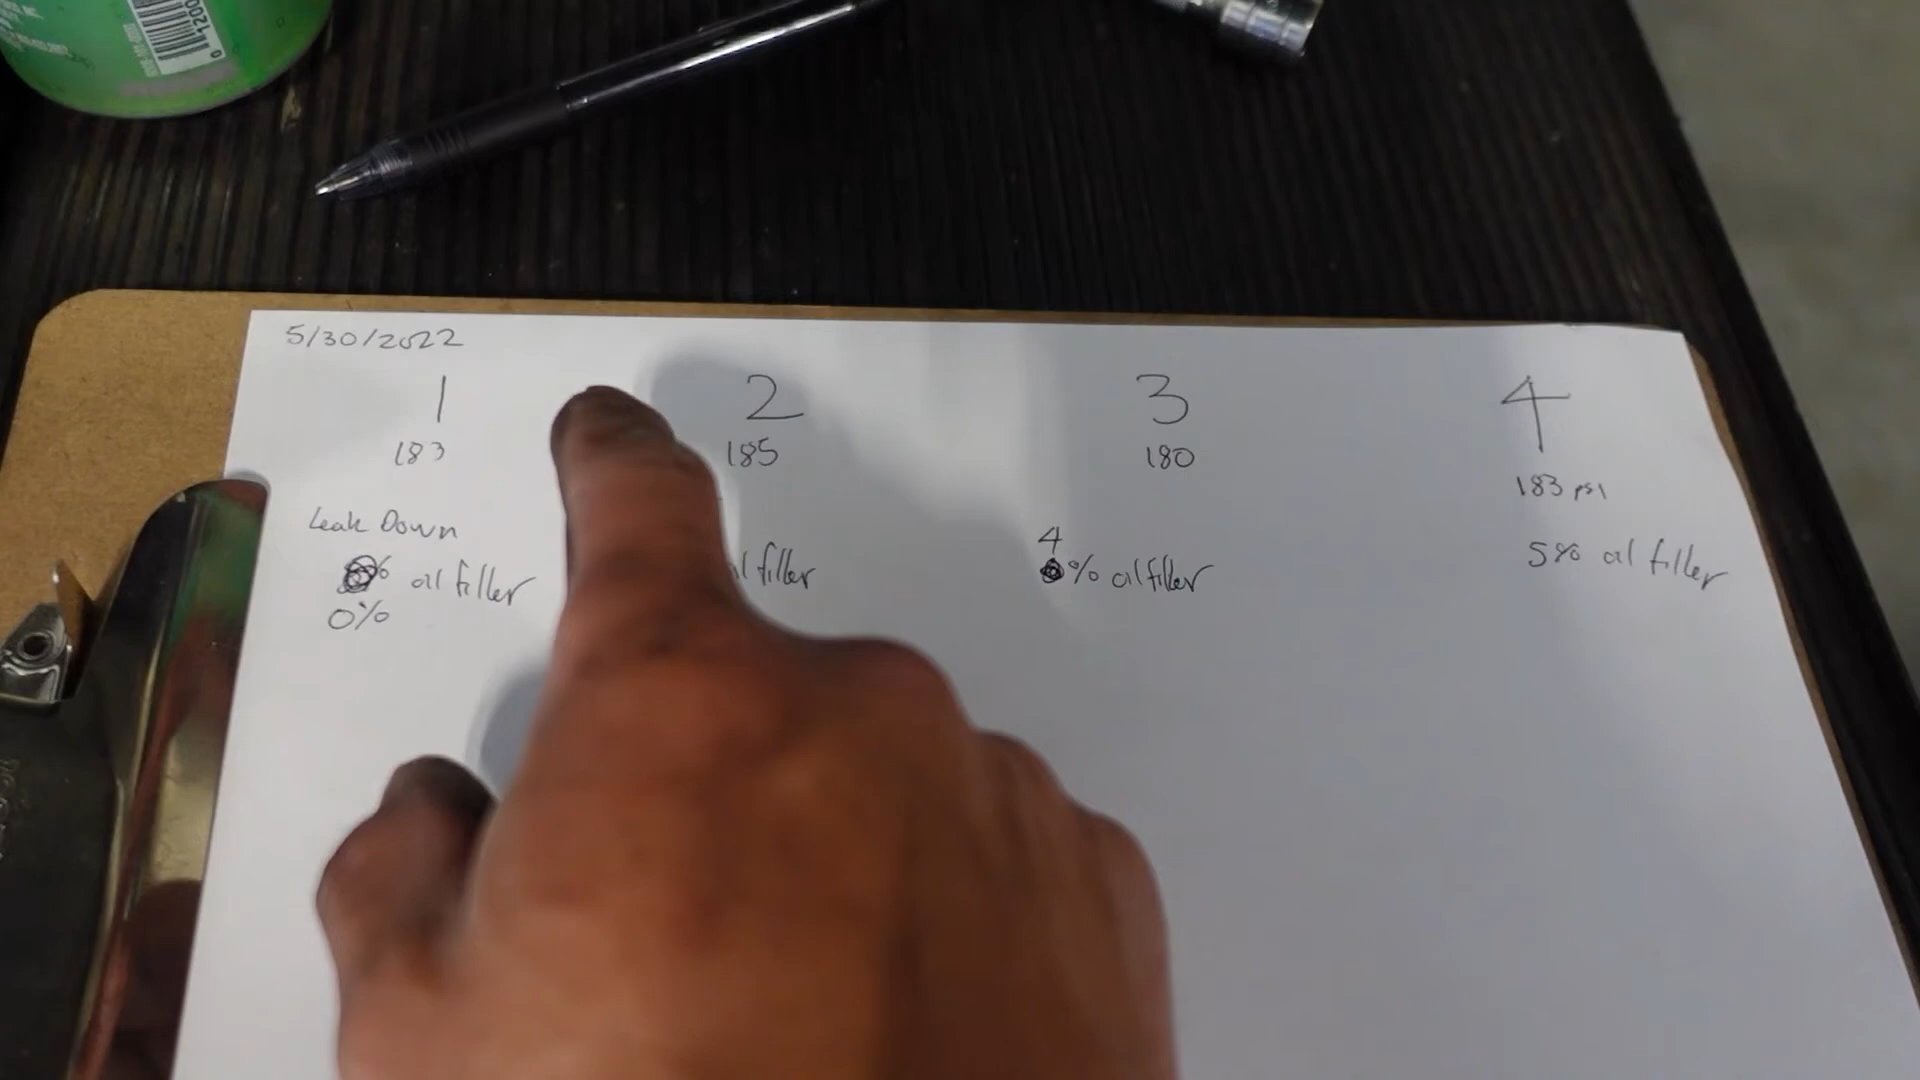 5/30/2022
1 2 3 4
183 185 180 183 psi
Leak Down
4
% oil filler filler % oil filler 5% oil filler
0%